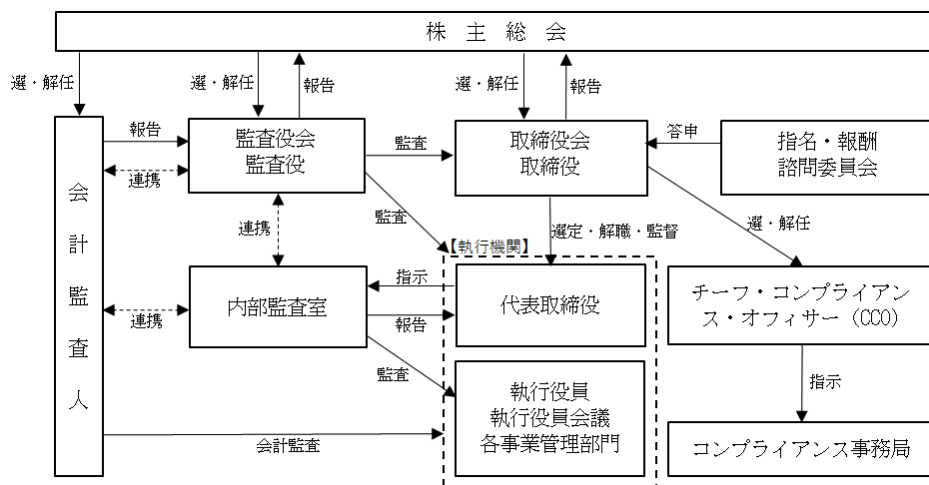 株主総会
選・解任
選・解任
報告
選・解任
報告
会計監査人
報告
連携
監査役会
監査役
監査
取締役会
取締役
答申
指名・報酬
諮問委員会
連携
監査
選定・解職・監督
選・解任
【執行機関】
連携
内部監査室
指示
報告
代表取締役
チーフ・コンプライアン
ス・オフィサー（CCO）
監査
指示
執行役員
執行役員会議
各事業管理部門
会計監査
コンプライアンス事務局